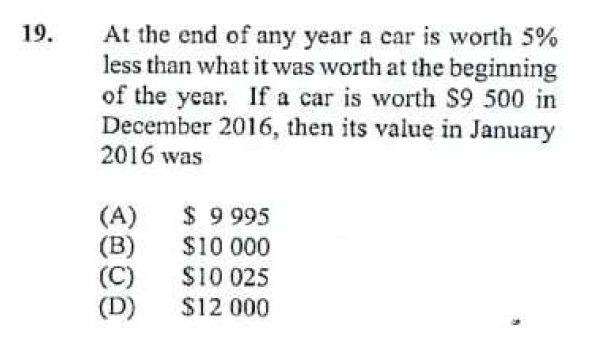 19. At the end of any year a car is worth 5%
less than what it was worth at the beginning
of the year. If a car is worth $9 500 in
December 2016, then its value in January
2016 was
(A) $ 9 995
(B) $10 000
(C) $10 025
(D) $12 000